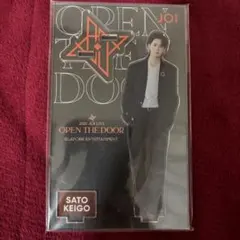 OPEN
JO1
THE
DOOR
OPEN THE DOOR
SATO
KEIGO